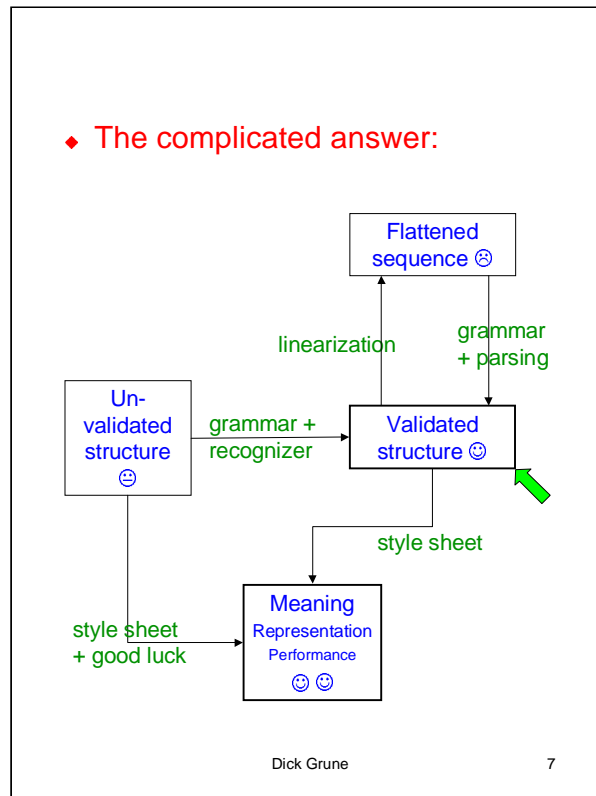 The complicated answer:
Flattened
sequence ☹
linearization
grammar
+ parsing
Un-
validated
structure
😐
grammar +
recognizer
Validated
structure ☺
style sheet
style sheet
+ good luck
Meaning
Representation
Performance
☺ ☺
Dick Grune 7